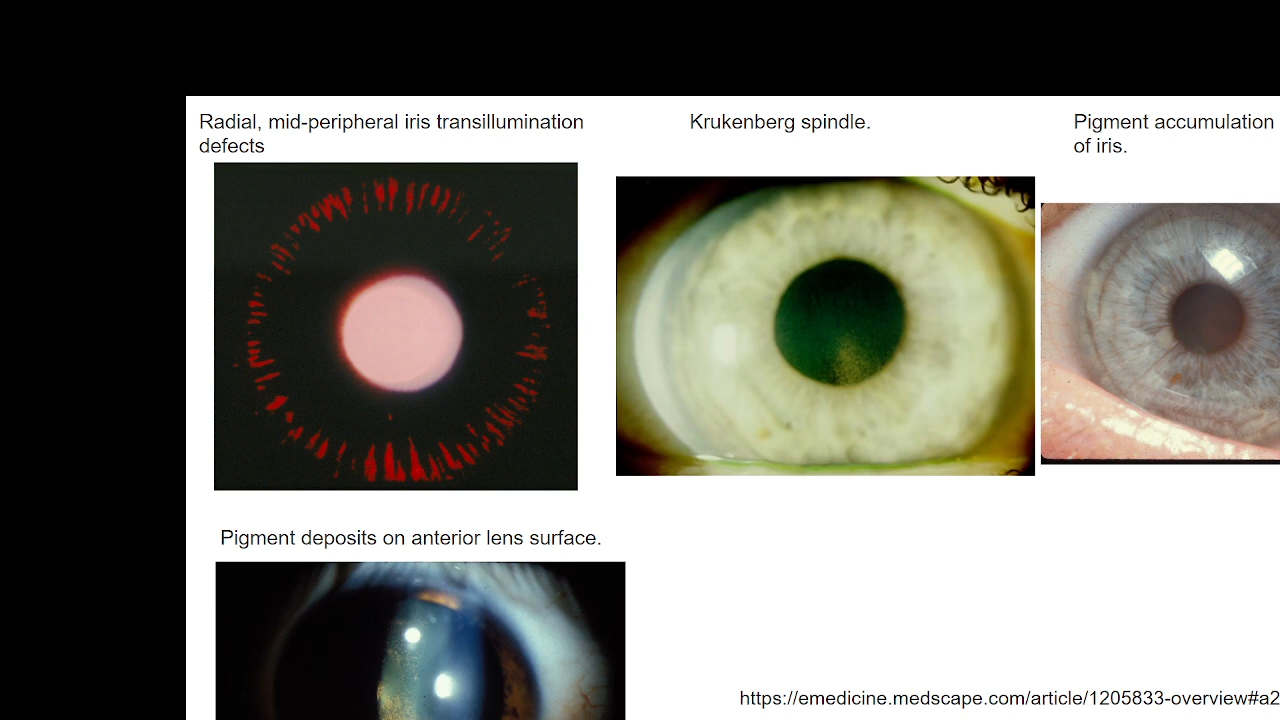 Radial, mid-peripheral iris transillumination
defects
Krukenberg spindle.
Pigment accumulation
of iris.
Pigment deposits on anterior lens surface.
https://emedicine.medscape.com/article/1205833-overview#a2